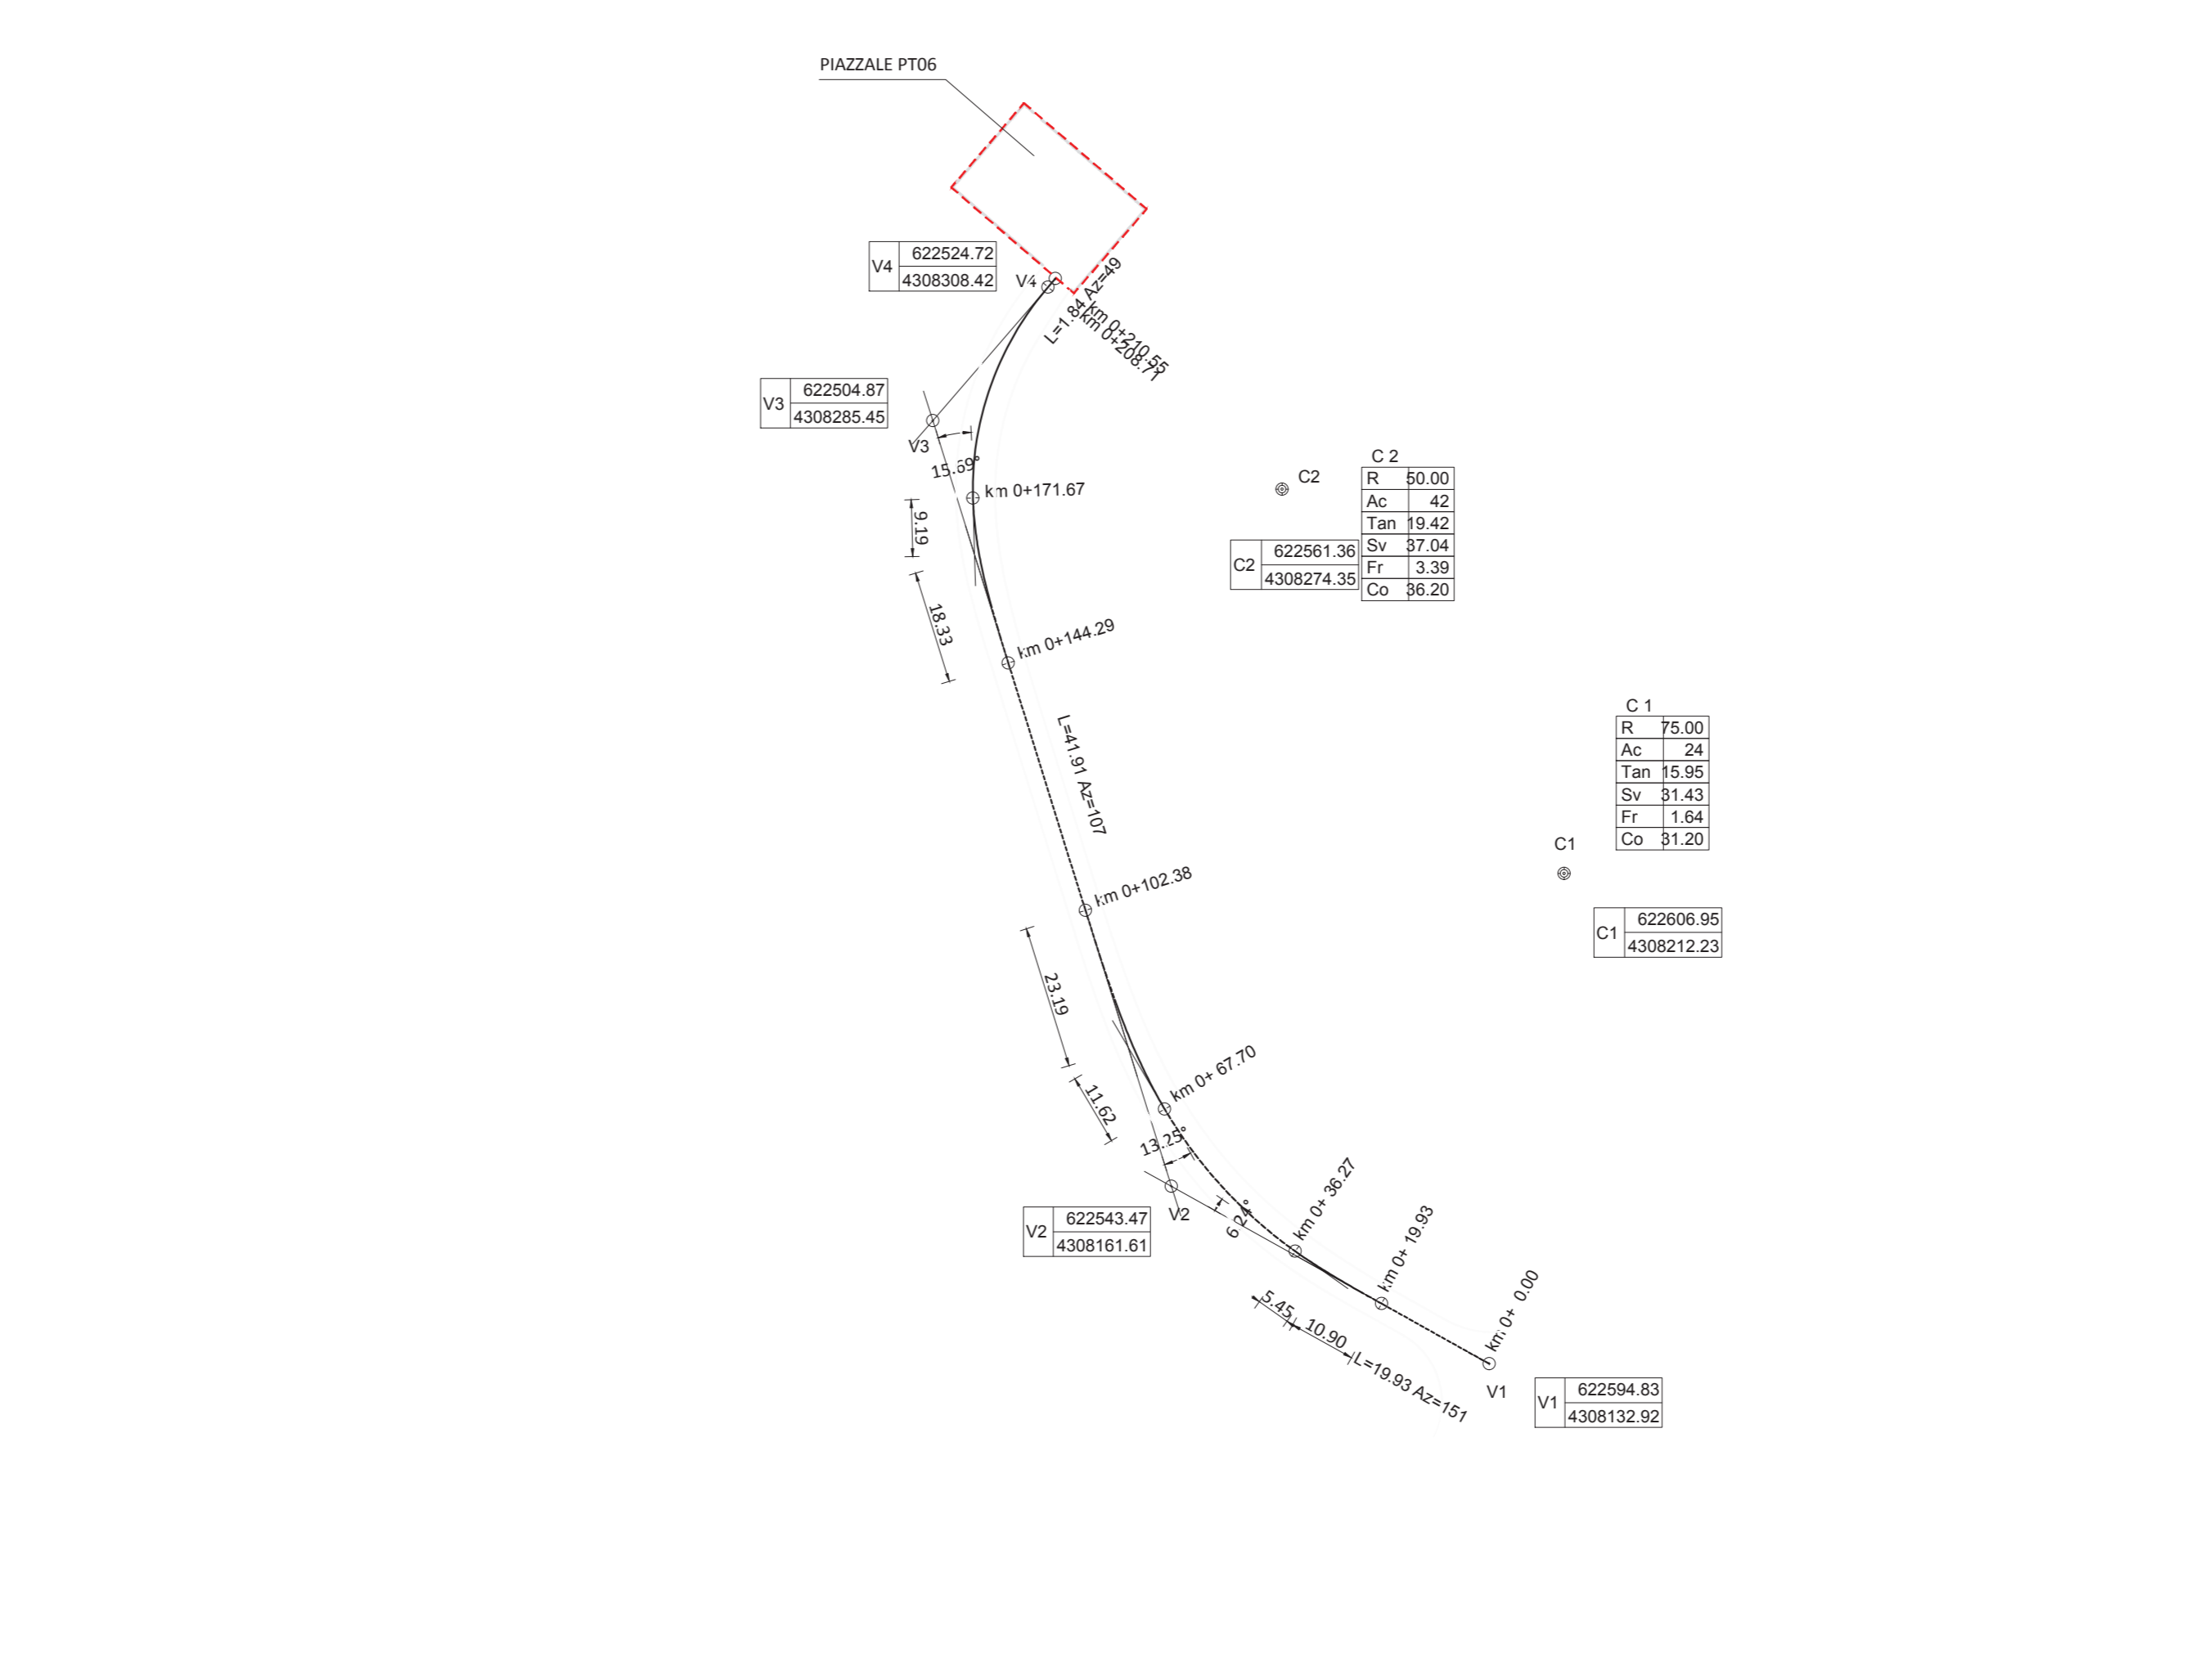 PIAZZALE PT06
V4
622524.72
4308308.42
V4
L=1.84 Az=49
km 0+210.55
km 0+208.71
V3
622504.87
4308285.45
V3
15.69°
km 0+171.67
9.19
18.33
km 0+144.29
C2
C 2
R 50.00
Ac 42
Tan 19.42
Sv 37.04
Fr 3.39
Co 36.20
C2
622561.36
4308274.35
L=41.91 Az=107
C 1
R 75.00
Ac 24
Tan 15.95
Sv 31.43
Fr 1.64
Co 31.20
C1
C1
622606.95
4308212.23
km 0+102.38
23.19
11.62
km 0+ 67.70
13.25°
V2
V2
622543.47
4308161.61
6.24°
km 0+ 36.27
km 0+ 19.93
km 0+ 0.00
5.45
10.90
L=19.93 Az=151
V1
V1
622594.83
4308132.92